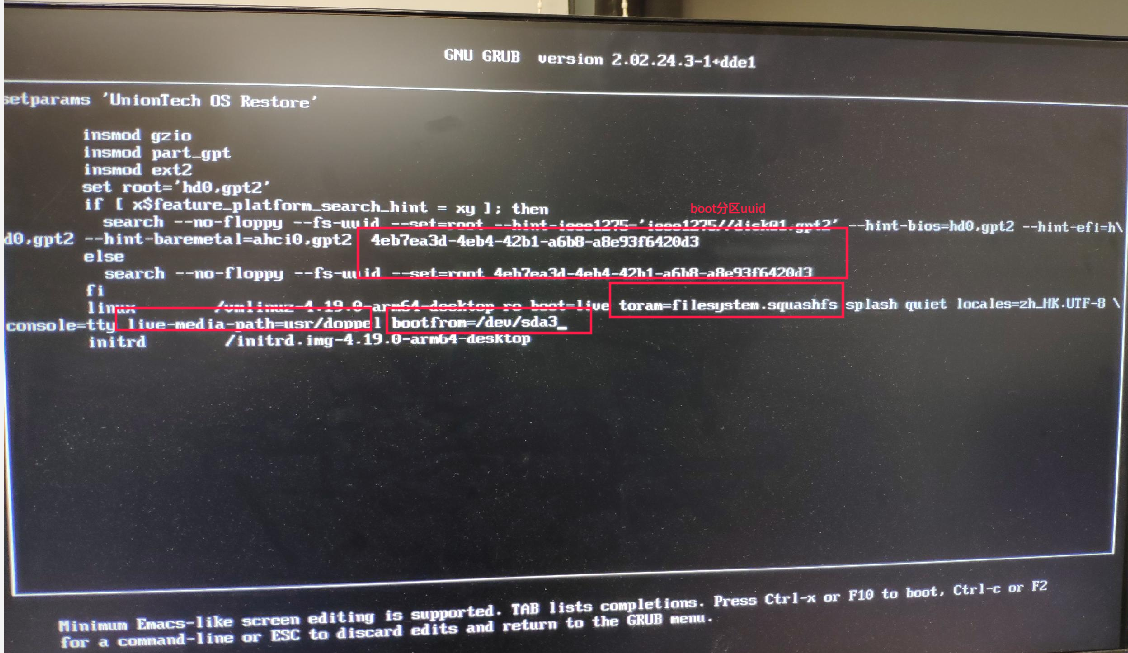 GNU GRUB version 2.02.24.3-1+dde1
setparams 'UnionTech OS Restore'
insmod gzio
insmod part_gpt
insmod ext2
set root='hd0,gpt2'
if [ x$feature_platform_search_hint = xy ]; then
boot分区uuid
search --no-floppy --fs-uuid --set=root --hint-ieee1275='ieee1275//disk@1,gpt2' --hint-bios=hd0,gpt2 --hint-efi=h\
d0,gpt2 --hint-baremetal=ahci0,gpt2 4eb7ea3d-4eb4-42b1-a6b8-a8e93f6420d3
else
search --no-floppy --fs-uuid --set=root 4eb7ea3d-4eb4-42b1-a6b8-a8e93f6420d3
fi
linux /vmlinuz-4.19.0-arm64-desktop ro boot=live toram=filesystem.squashfs splash quiet locales=zh_HK.UTF-8 \
console=tty live-media-path=usr/doppel bootfrom=/dev/sda3_
initrd /initrd.img-4.19.0-arm64-desktop
Minimum Emacs-like screen editing is supported. TAB lists completions. Press Ctrl-x or F10 to boot, Ctrl-c or F2
for a command-line or ESC to discard edits and return to the GRUB menu.